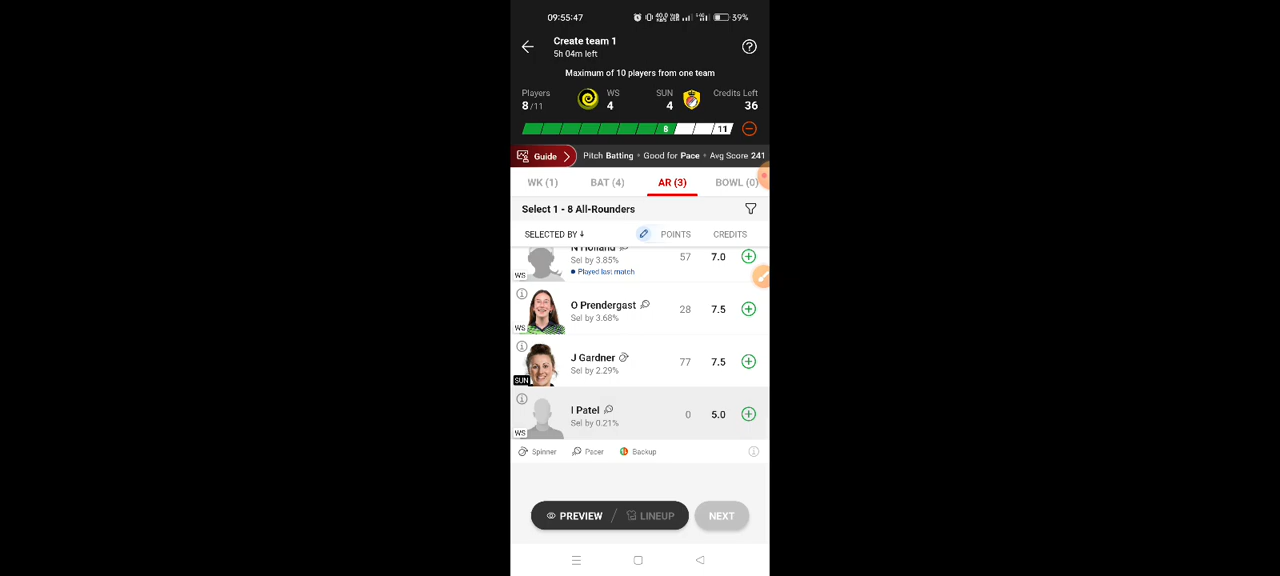 09:55:47
39%
Create team 1
5h 04m left
Maximum of 10 players from one team
Players WS SUN Credits Left
8 /11 4 4 36
8 11
Guide Pitch Batting • Good for Pace • Avg Score 241
WK (1) BAT (4) AR (3) BOWL (0)
Select 1 - 8 All-Rounders
SELECTED BY ↓ POINTS CREDITS
N Holland
Sel by 3.85% 57 7.0
WS • Played last match
O Prendergast 28 7.5
Sel by 3.68%
WS
J Gardner 77 7.5
Sel by 2.29%
SUN
I Patel 0 5.0
Sel by 0.21%
WS
Spinner Pacer Backup
PREVIEW / LINEUP NEXT